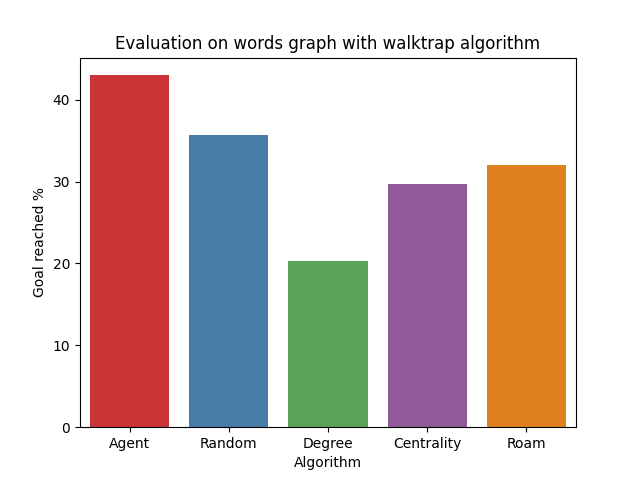 Evaluation on words graph with walktrap algorithm
Goal reached %
40
30
20
10
0
Agent Random Degree Centrality Roam
Algorithm